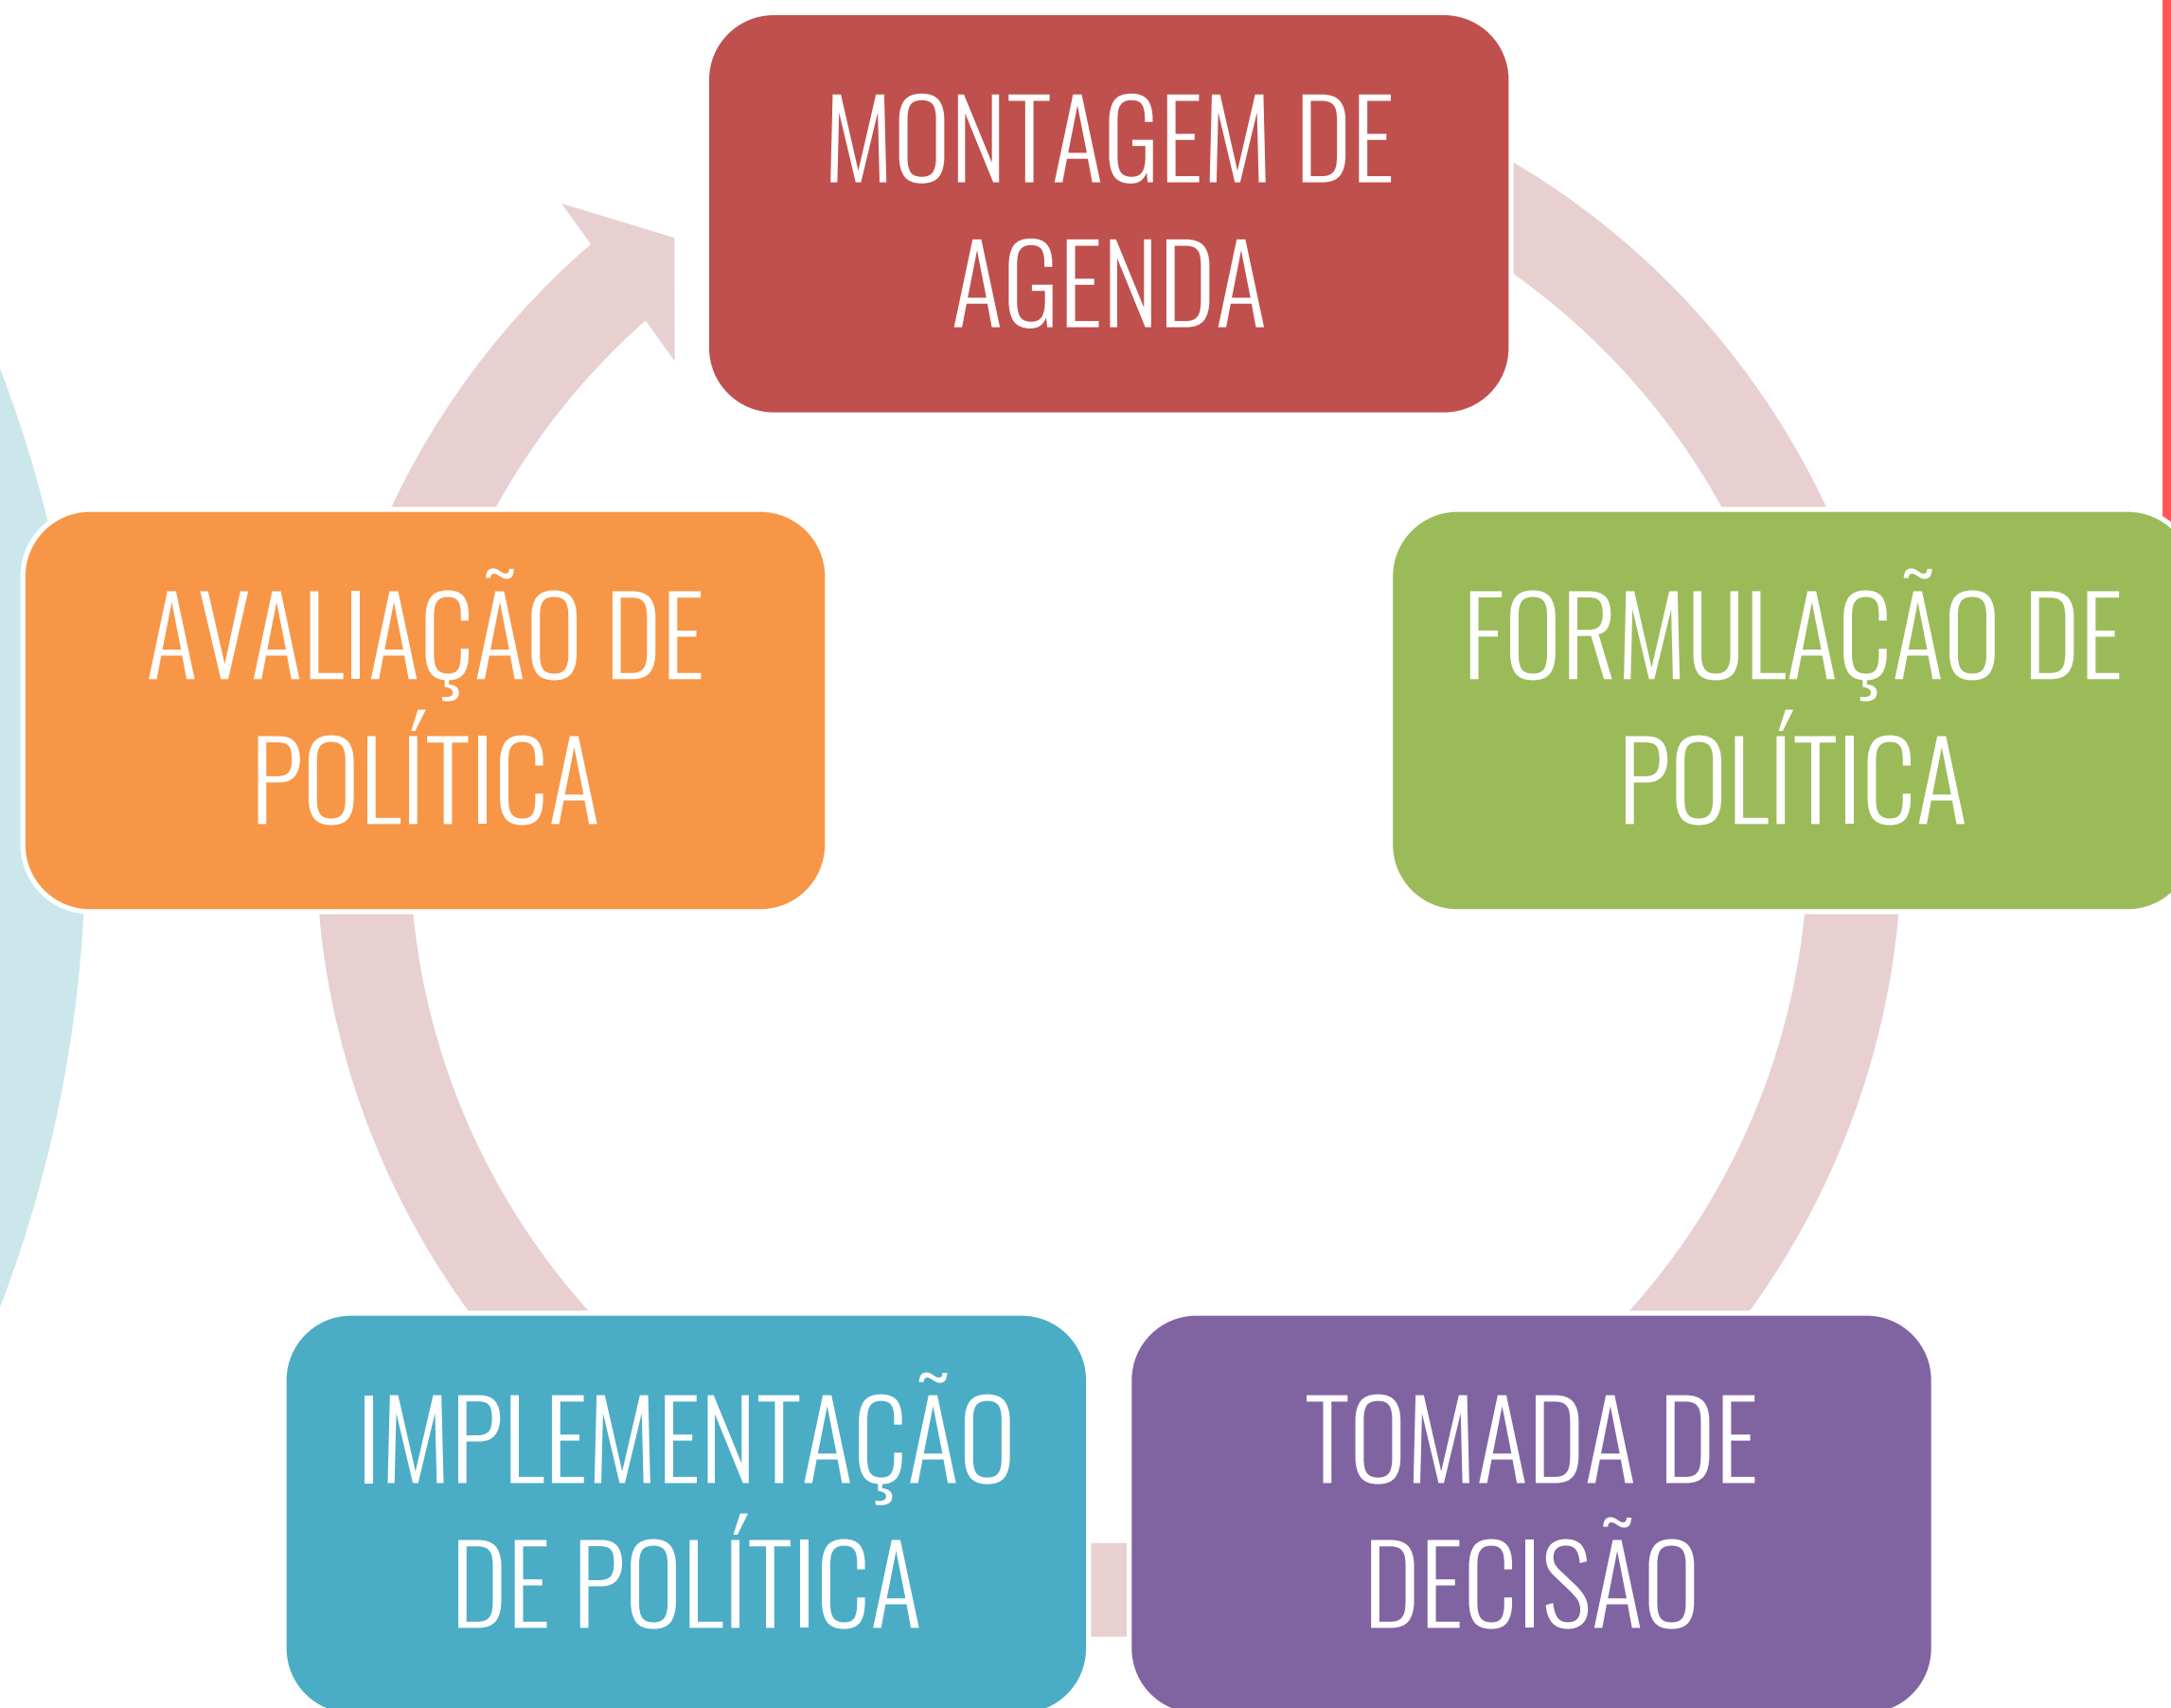 MONTAGEM DE
AGENDA
AVALIAÇÃO DE
POLÍTICA
FORMULAÇÃO DE
POLÍTICA
IMPLEMENTAÇÃO
DE POLÍTICA
TOMADA DE
DECISÃO